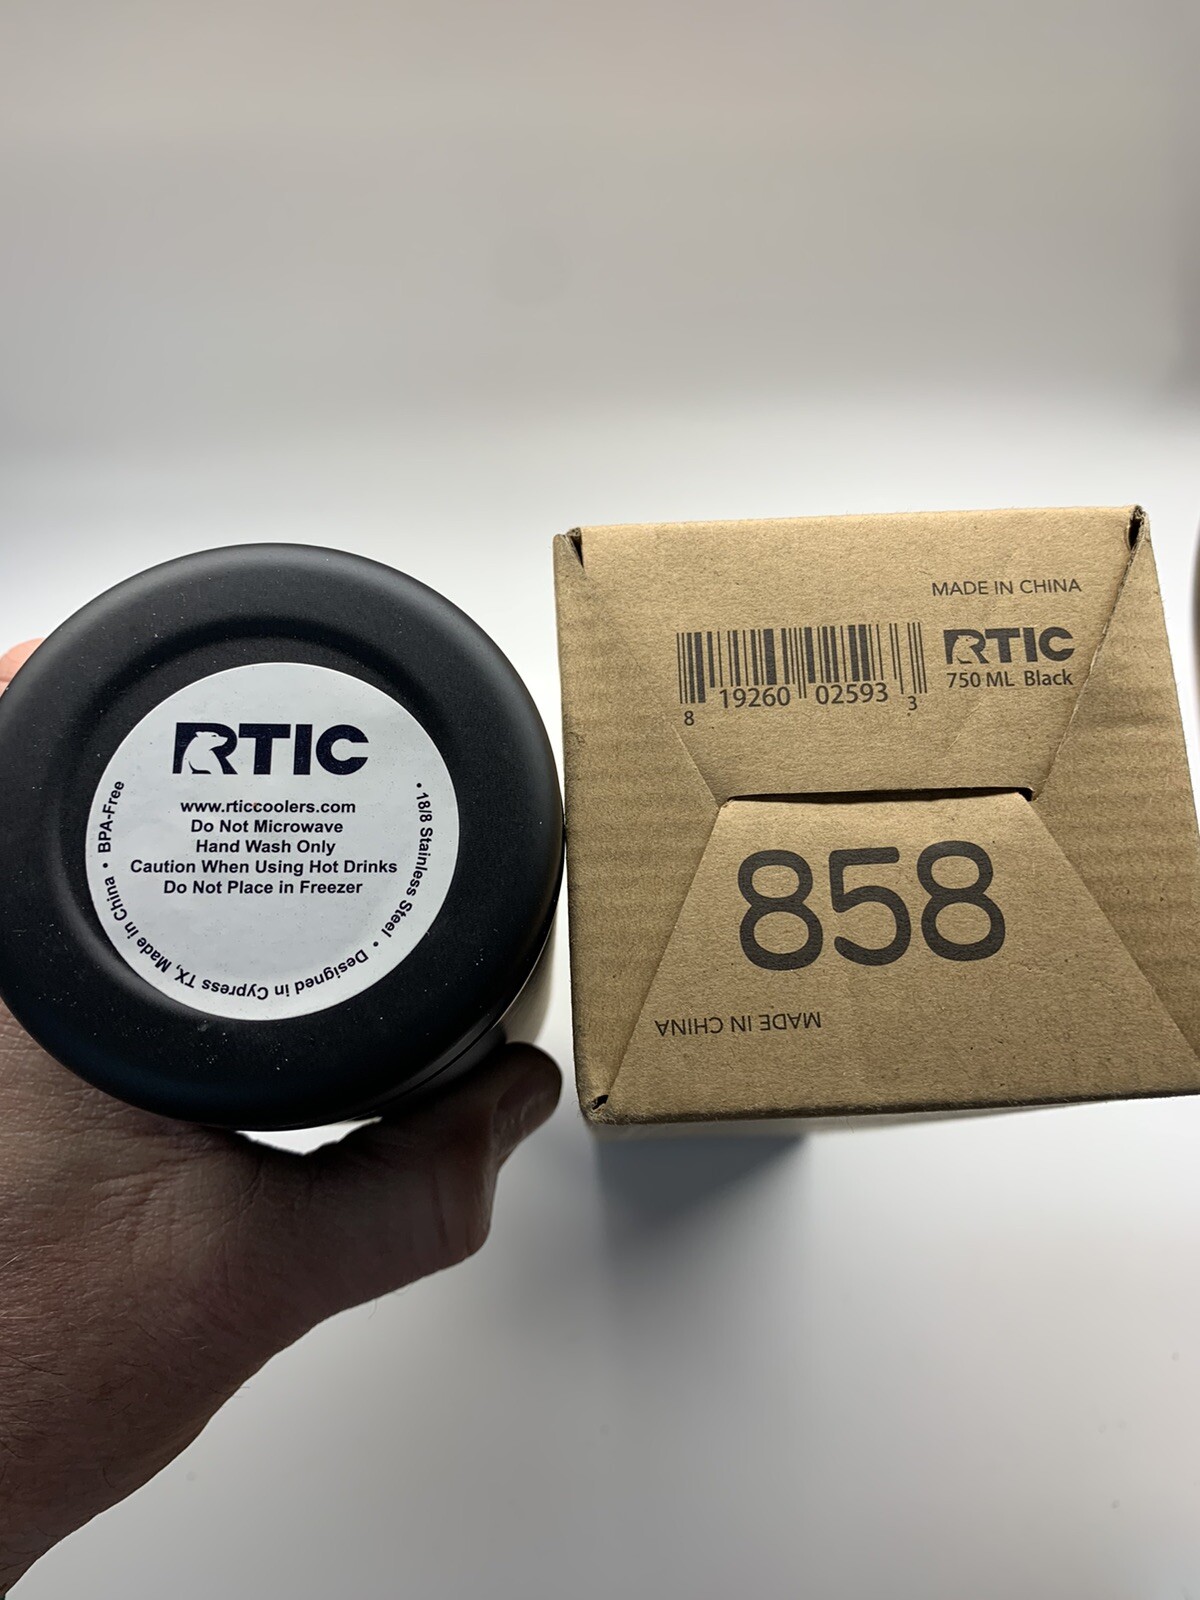 RTIC
www.rticcoolers.com
Do Not Microwave
Hand Wash Only
Caution When Using Hot Drinks
Do Not Place in Freezer
• 18/8 Stainless Steel • Designed in Cypress TX, Made in China • BPA-Free
MADE IN CHINA
8 19260 02593 3
RTIC
750 ML Black
858
MADE IN CHINA